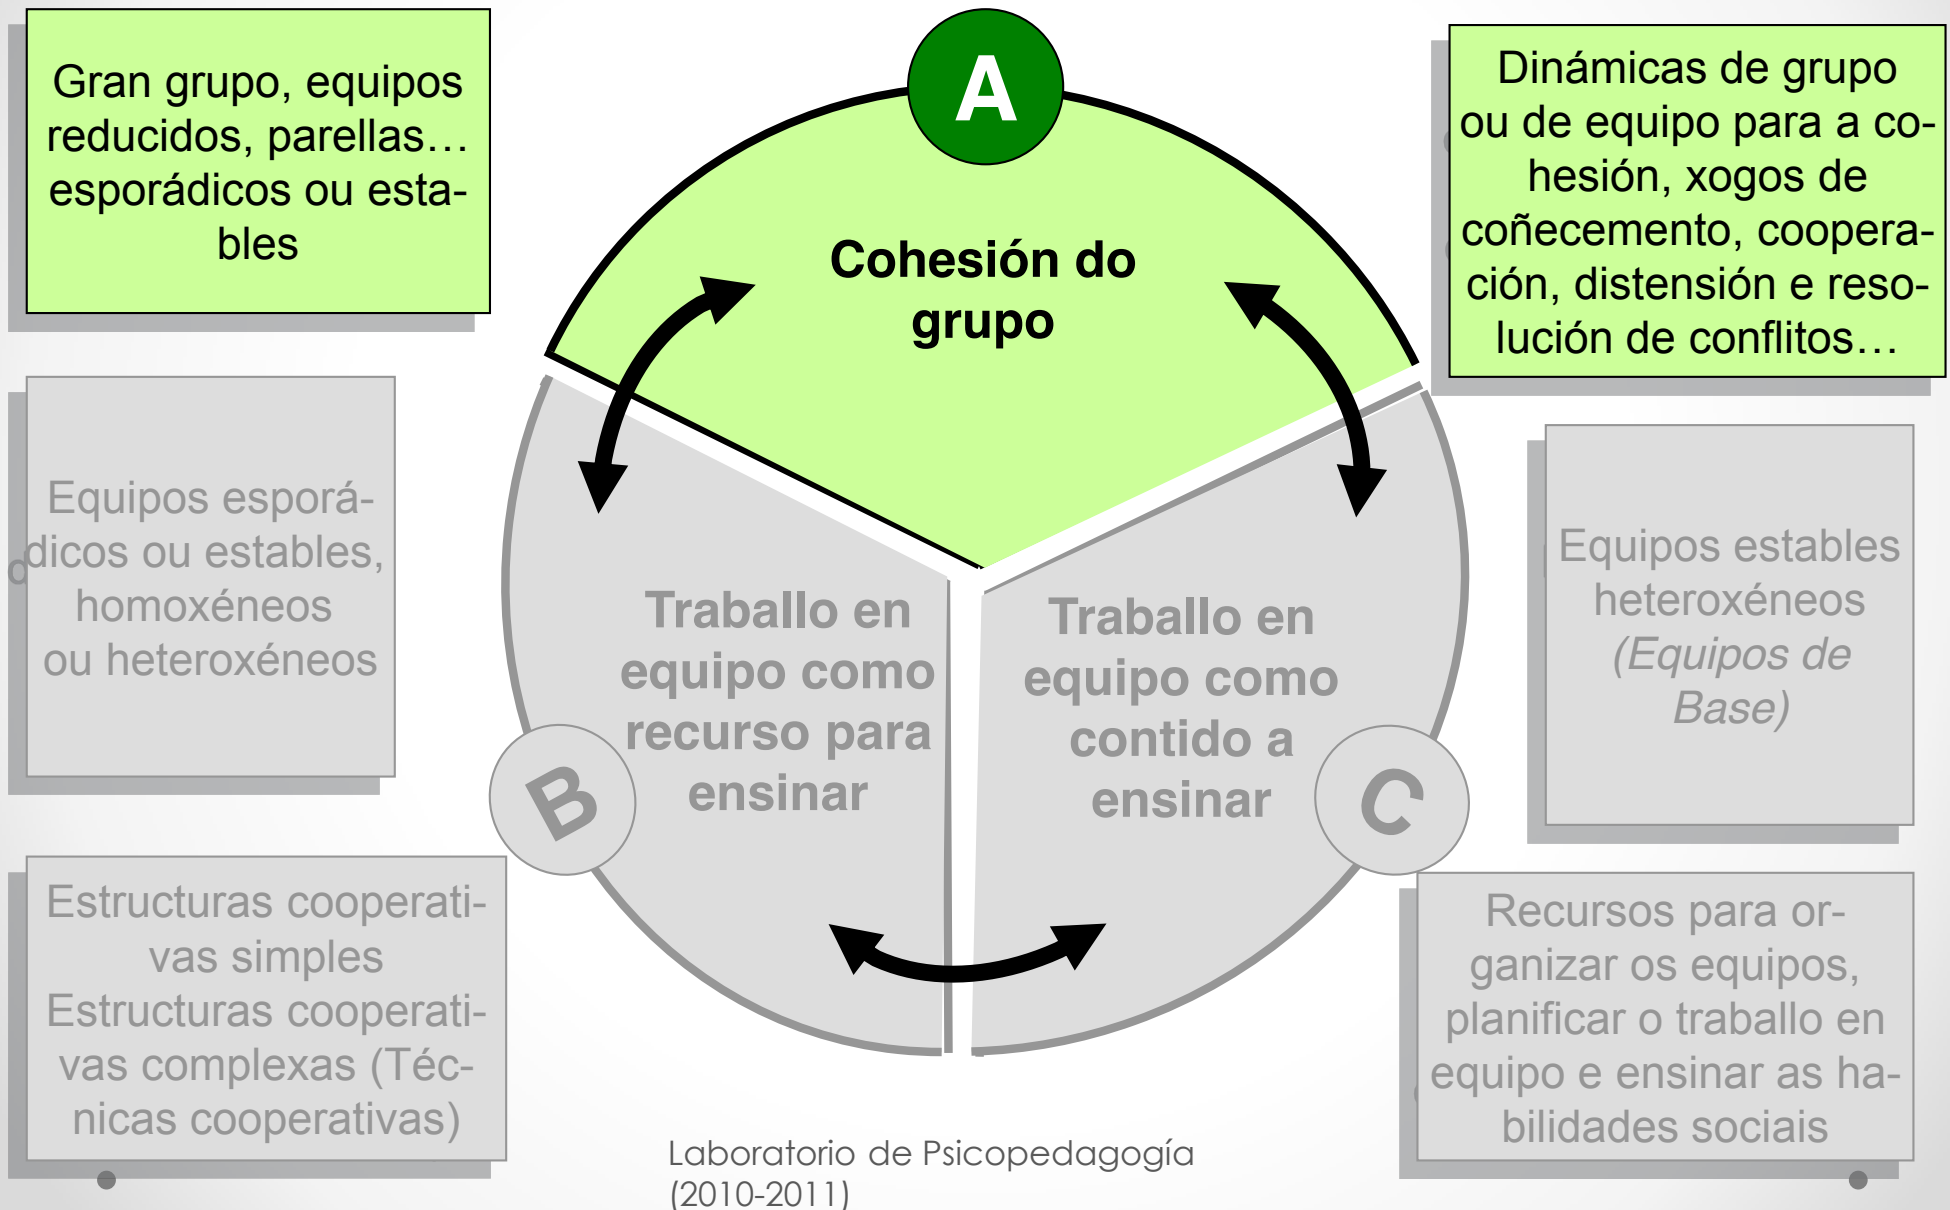 Gran grupo, equipos
reducidos, parellas…
esporádicos ou esta-
bles
A
Dinámicas de grupo
ou de equipo para a co-
hesión, xogos de
coñecemento, coopera-
ción, distensión e reso-
lución de conflitos…
Cohesión do
grupo
Equipos esporá-
dicos ou estables,
homoxéneos
ou heteroxéneos
Traballo en
equipo como
recurso para
ensinar
B
Traballo en
equipo como
contido a
ensinar
C
Equipos estables
heteroxéneos
(Equipos de
Base)
Estructuras cooperati-
vas simples
Estructuras cooperati-
vas complexas (Téc-
nicas cooperativas)
Recursos para or-
ganizar os equipos,
planificar o traballo en
equipo e ensinar as ha-
bilidades sociais
Laboratorio de Psicopedagogía
(2010-2011)